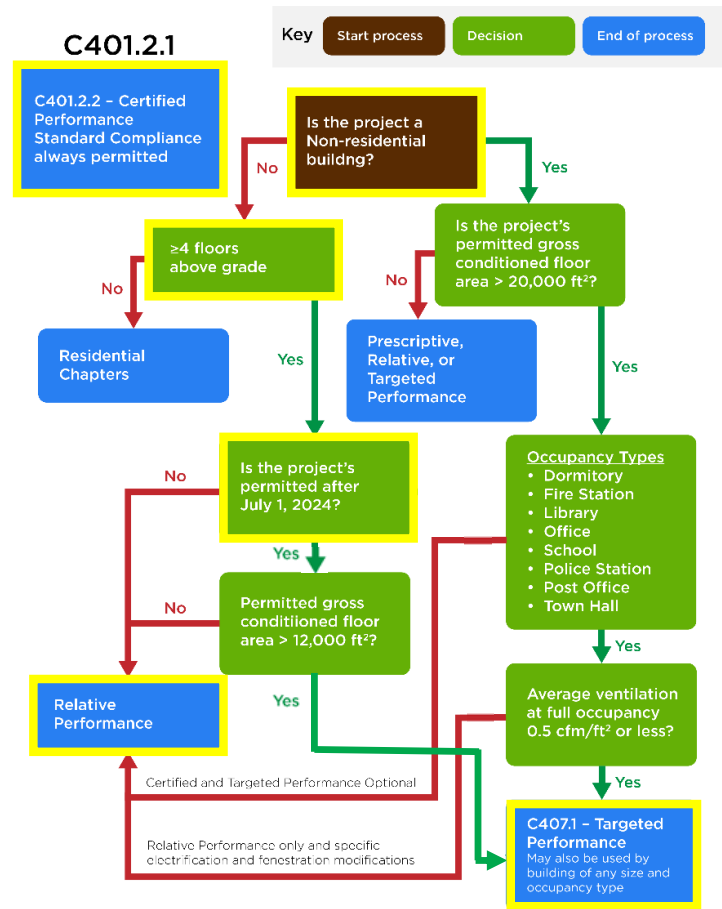 C401.2.1
Key
Start process
Decision
End of process
C401.2.2 – Certified
Performance
Standard Compliance
always permitted
Is the project a
Non-residential
buildng?
No
Yes
≥4 floors
above grade
Is the project's
permitted gross
conditioned floor
area > 20,000 ft²?
No
No
Residential
Chapters
Prescriptive,
Relative, or
Targeted
Performance
Yes
Yes
Is the project's
permitted after
July 1, 2024?
No
Occupancy Types
• Dormitory
• Fire Station
• Library
• Office
• School
• Police Station
• Post Office
• Town Hall
Yes
Permitted gross
conditiioned floor
area > 12,000 ft²?
No
Yes
Relative
Performance
Yes
Average ventilation
at full occupancy
0.5 cfm/ft² or less?
Certified and Targeted Performance Optional
Yes
Relative Performance only and specific
electrification and fenestration modifications
C407.1 – Targeted
Performance
May also be used by
building of any size and
occupancy type